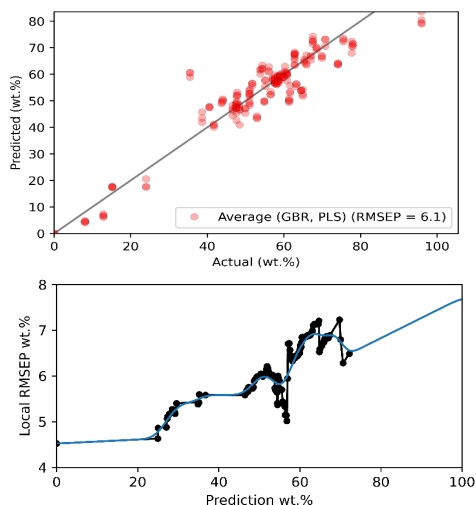 80
70
60
50
40
30
20
10
0
Predicted (wt.%)
Average (GBR, PLS) (RMSEP = 6.1)
0 20 40 60 80 100
Actual (wt.%)
8
7
6
5
4
Local RMSEP wt.%
0 20 40 60 80 100
Prediction wt.%